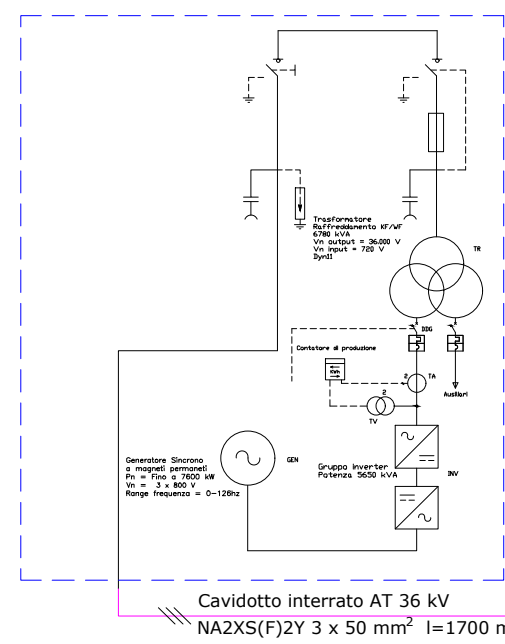 Trasformatore
Raffreddamento KF/WF
6780 kVA
Vn output = 36.000 V
Vn input = 720 V
Dyn11
TR
DDG
Contatore di produzione
kWh
2
TA
2
TV
Ausiliari
Generatore Sincrono
a magneti permaneti
Pn = Fino a 7600 kW
Vn = 3 x 800 V
Range frequenza = 0-126hz
GEN
Gruppo Inverter
Potenza 5650 kVA
INV
Cavidotto interrato AT 36 kV
NA2XS(F)2Y 3 x 50 mm² l=1700 m